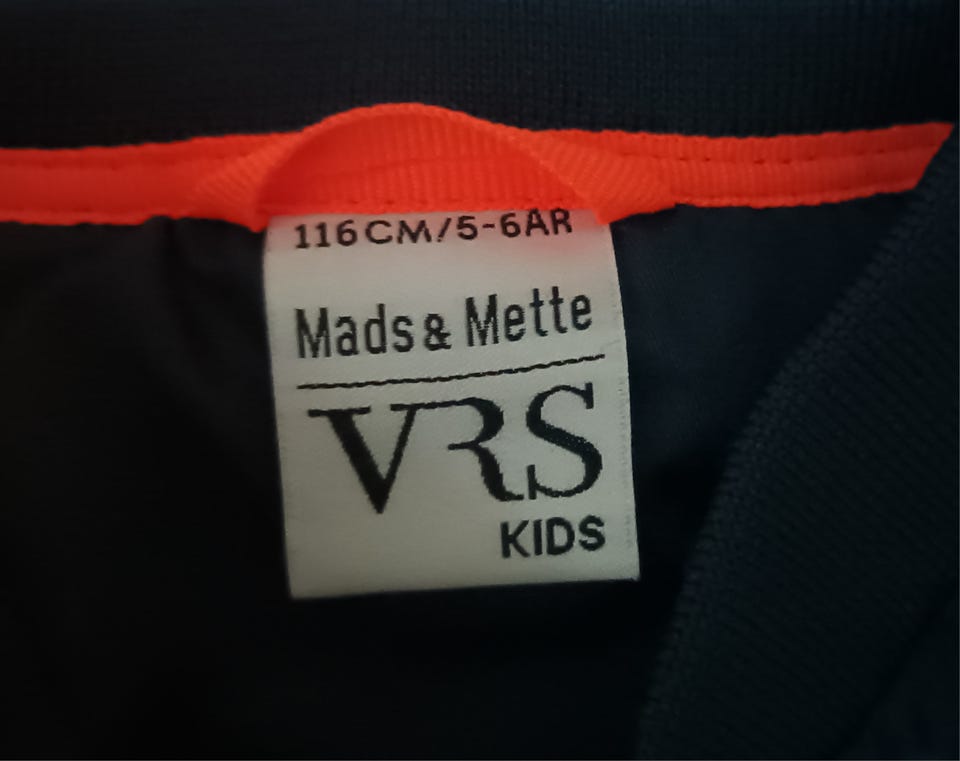 116CM/5-6AR
Mads & Mette
VRS
KIDS